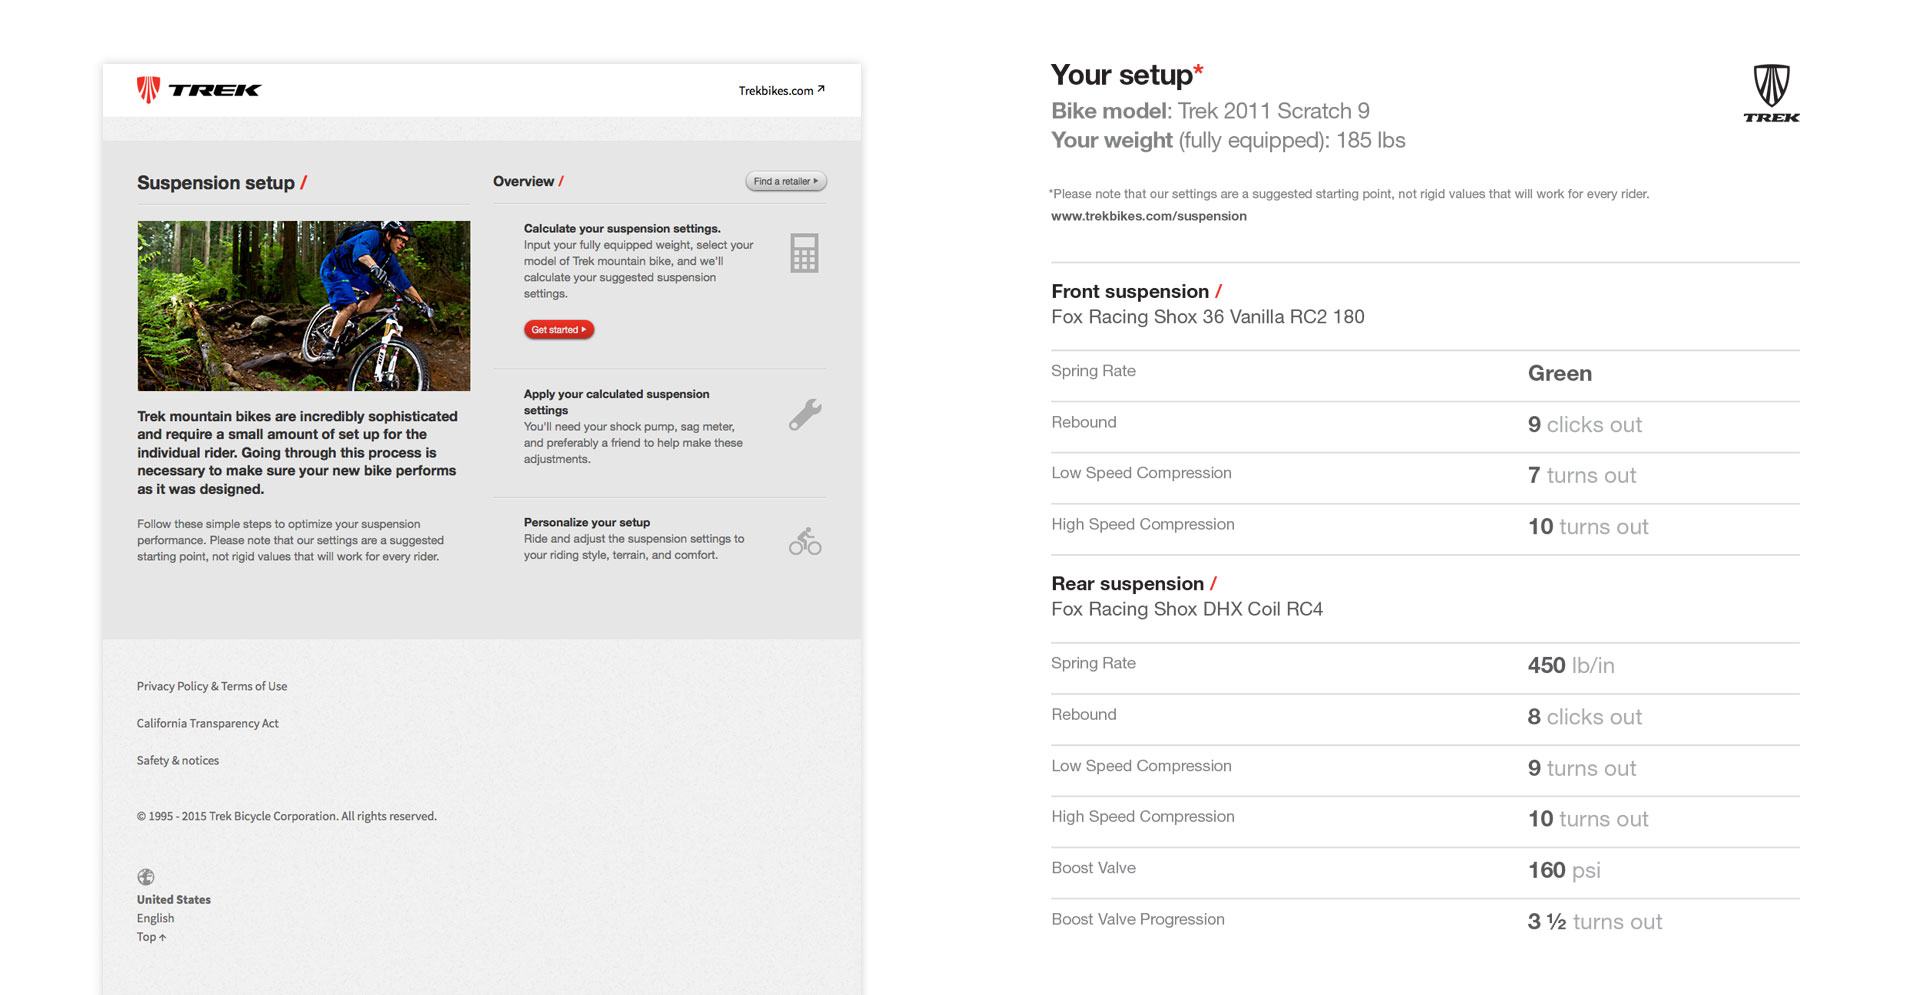 TREK
Trekbikes.com ↗
Suspension setup /
Trek mountain bikes are incredibly sophisticated
and require a small amount of set up for the
individual rider. Going through this process is
necessary to make sure your new bike performs
as it was designed.
Follow these simple steps to optimize your suspension
performance. Please note that our settings are a suggested
starting point, not rigid values that will work for every rider.
Overview /
Find a retailer
Calculate your suspension settings.
Input your fully equipped weight, select your
model of Trek mountain bike, and we'll
calculate your suggested suspension
settings.
Get started
Apply your calculated suspension
settings
You'll need your shock pump, sag meter,
and preferably a friend to help make these
adjustments.
Personalize your setup
Ride and adjust the suspension settings to
your riding style, terrain, and comfort.
Privacy Policy & Terms of Use
California Transparency Act
Safety & notices
© 1995 - 2015 Trek Bicycle Corporation. All rights reserved.
United States
English
Top ↑
Your setup*
Bike model: Trek 2011 Scratch 9
Your weight (fully equipped): 185 lbs
TREK
*Please note that our settings are a suggested starting point, not rigid values that will work for every rider.
www.trekbikes.com/suspension
Front suspension /
Fox Racing Shox 36 Vanilla RC2 180
Spring Rate Green
Rebound 9 clicks out
Low Speed Compression 7 turns out
High Speed Compression 10 turns out
Rear suspension /
Fox Racing Shox DHX Coil RC4
Spring Rate 450 lb/in
Rebound 8 clicks out
Low Speed Compression 9 turns out
High Speed Compression 10 turns out
Boost Valve 160 psi
Boost Valve Progression 3 ½ turns out